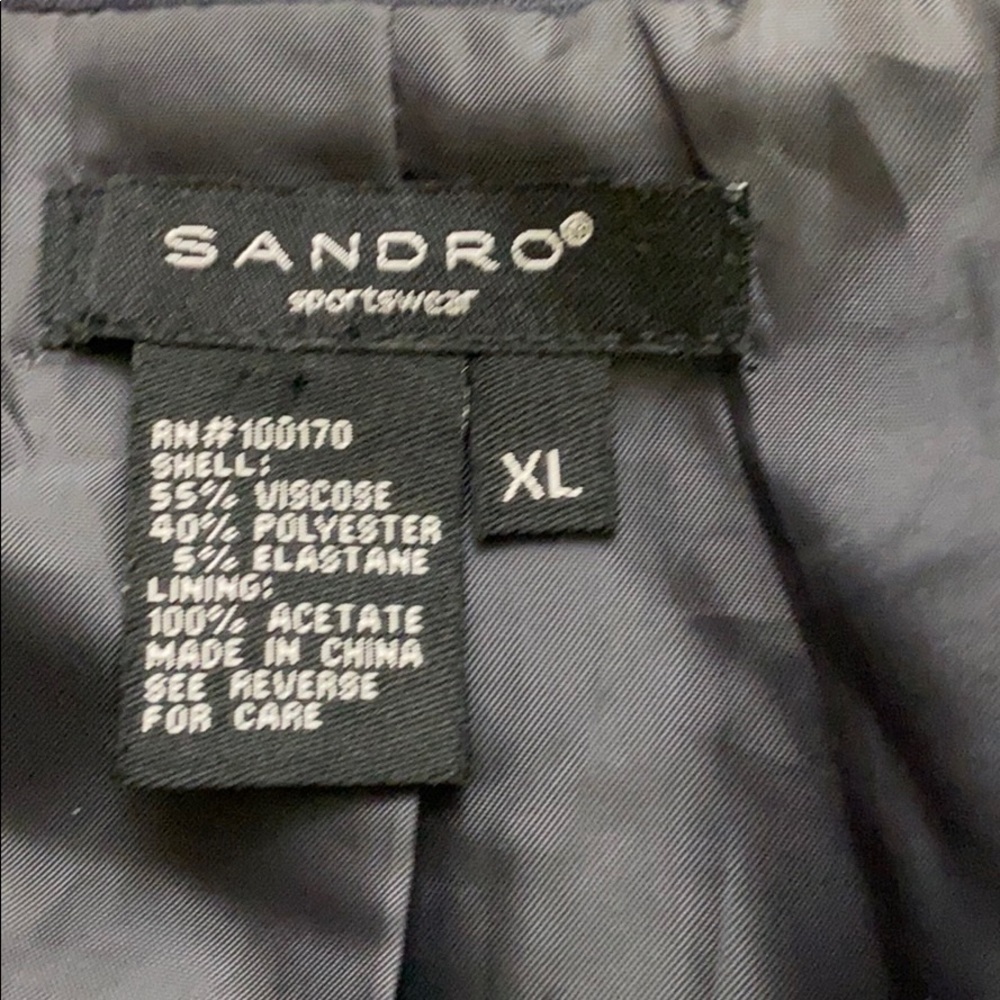 SANDRO®
sportswear
RN#100170
SHELL:
55% VISCOSE
40% POLYESTER
5% ELASTANE
LINING:
100% ACETATE
MADE IN CHINA
SEE REVERSE
FOR CARE
XL